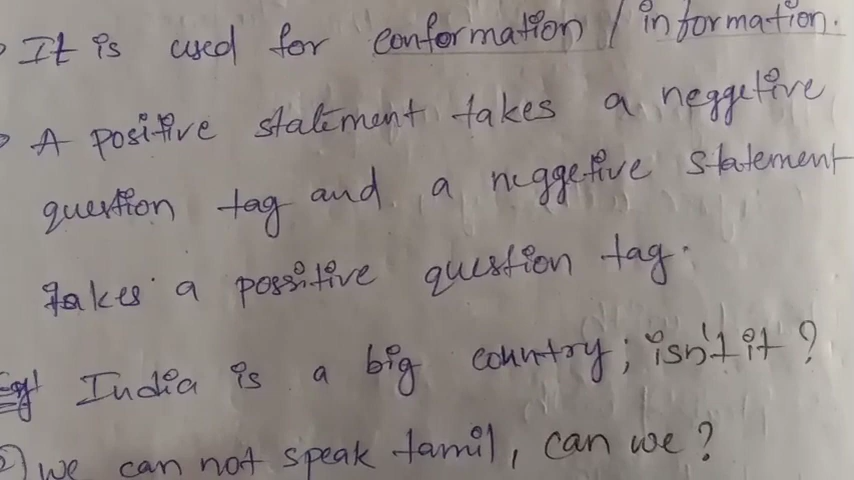 It is used for conformation / information.
A positive statement takes a neggetive
question tag and a neggetive statement
takes a possitive question tag.
Eg) India is a big country; isn't it?
2) we can not speak tamil, can we?